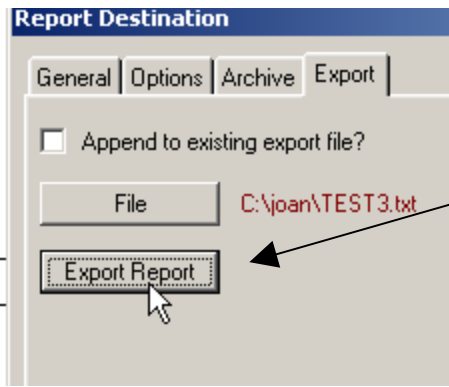 Report Destination
General Options Archive Export
Append to existing export file?
File C:\joan\TEST3.txt
Export Report